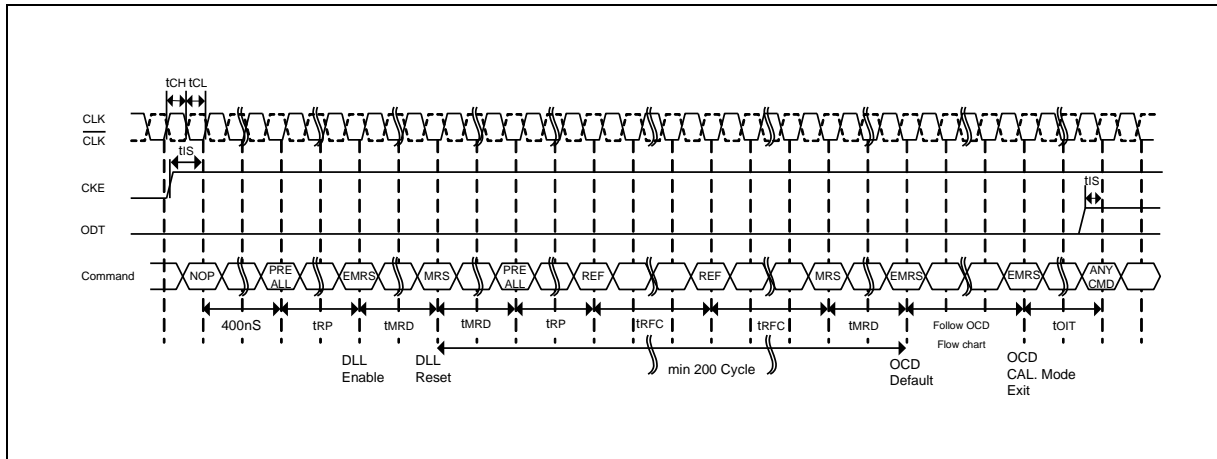 tCH tCL
CLK
CLK
tIS
CKE
tIS
ODT
Command NOP PRE ALL EMRS MRS PRE ALL REF REF MRS EMRS EMRS ANY CMD
400nS tRP tMRD tMRD tRP tRFC tRFC tMRD Follow OCD Flow chart tOIT
DLL Enable
DLL Reset
min 200 Cycle
OCD Default
OCD CAL. Mode Exit